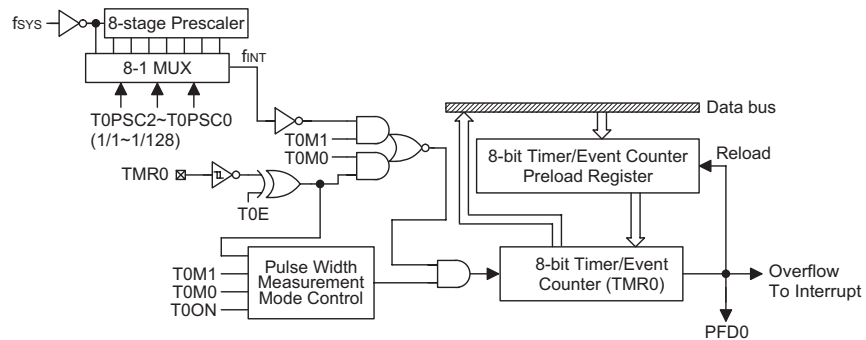 fSYS
8-stage Prescaler
8-1 MUX
fINT
T0PSC2~T0PSC0
(1/1~1/128)
T0M1
T0M0
TMR0
T0E
Data bus
8-bit Timer/Event Counter
Preload Register
Reload
T0M1
T0M0
T0ON
Pulse Width
Measurement
Mode Control
8-bit Timer/Event
Counter (TMR0)
Overflow
To Interrupt
PFD0